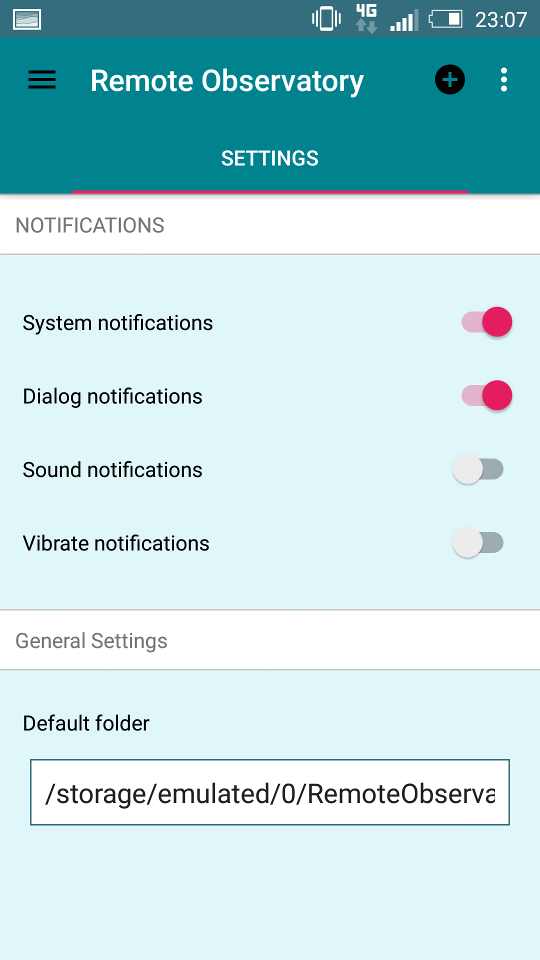 4G 23:07
Remote Observatory
SETTINGS
NOTIFICATIONS
System notifications
Dialog notifications
Sound notifications
Vibrate notifications
General Settings
Default folder
/storage/emulated/0/RemoteObserva